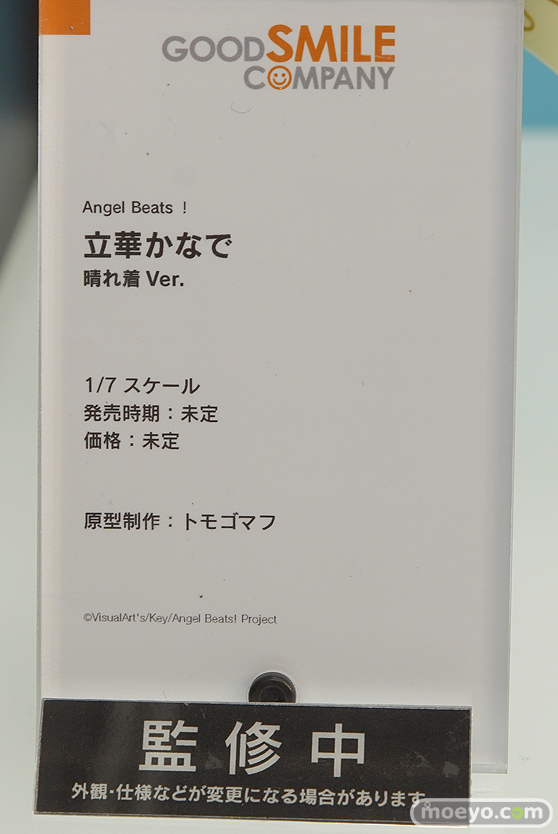 GOODSMILE
COMPANY
Angel Beats !
立華かなで
晴れ着 Ver.
1/7 スケール
発売時期：未定
価格：未定
原型制作：トモゴマフ
©VisualArt's/Key/Angel Beats! Project
監修中
外観・仕様などが変更になる場合があります
moeyo.com